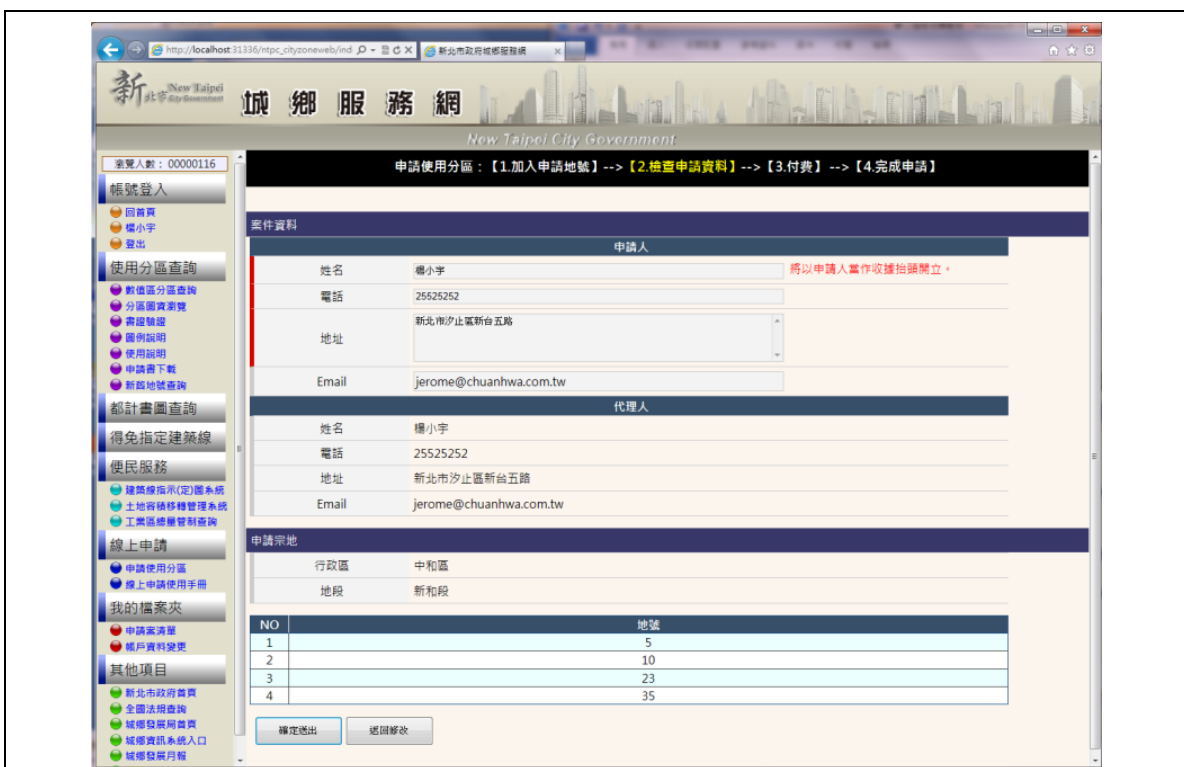 http://localhost:31336/ntpc_cityzoneweb/ind
新北市政府城鄉服務網
新北市 New Taipei City Government
城鄉服務網
New Taipei City Government
瀏覽人數：00000116
帳號登入
回首頁
楊小宇
登出
使用分區查詢
數值區分區查詢
分區圖資瀏覽
書證驗證
圖例說明
使用說明
申請書下載
新舊地號查詢
都計書圖查詢
得免指定建築線
便民服務
建築線指示(定)圖系統
土地容積移轉管理系統
工業區總量管制查詢
線上申請
申請使用分區
線上申請使用手冊
我的檔案夾
申請案清單
帳戶資料變更
其他項目
新北市政府首頁
全國法規查詢
城鄉發展局首頁
城鄉資訊系統入口
城鄉發展月報
申請使用分區：【1.加入申請地號】-->【2.檢查申請資料】-->【3.付費】-->【4.完成申請】
案件資料
申請人
姓名 楊小宇 將以申請人當作收據抬頭開立。
電話 25525252
地址 新北市汐止區新台五路
Email jerome@chuanhwa.com.tw
代理人
姓名 楊小宇
電話 25525252
地址 新北市汐止區新台五路
Email jerome@chuanhwa.com.tw
申請宗地
行政區 中和區
地段 新和段
NO 地號
1 5
2 10
3 23
4 35
確定送出 返回修改